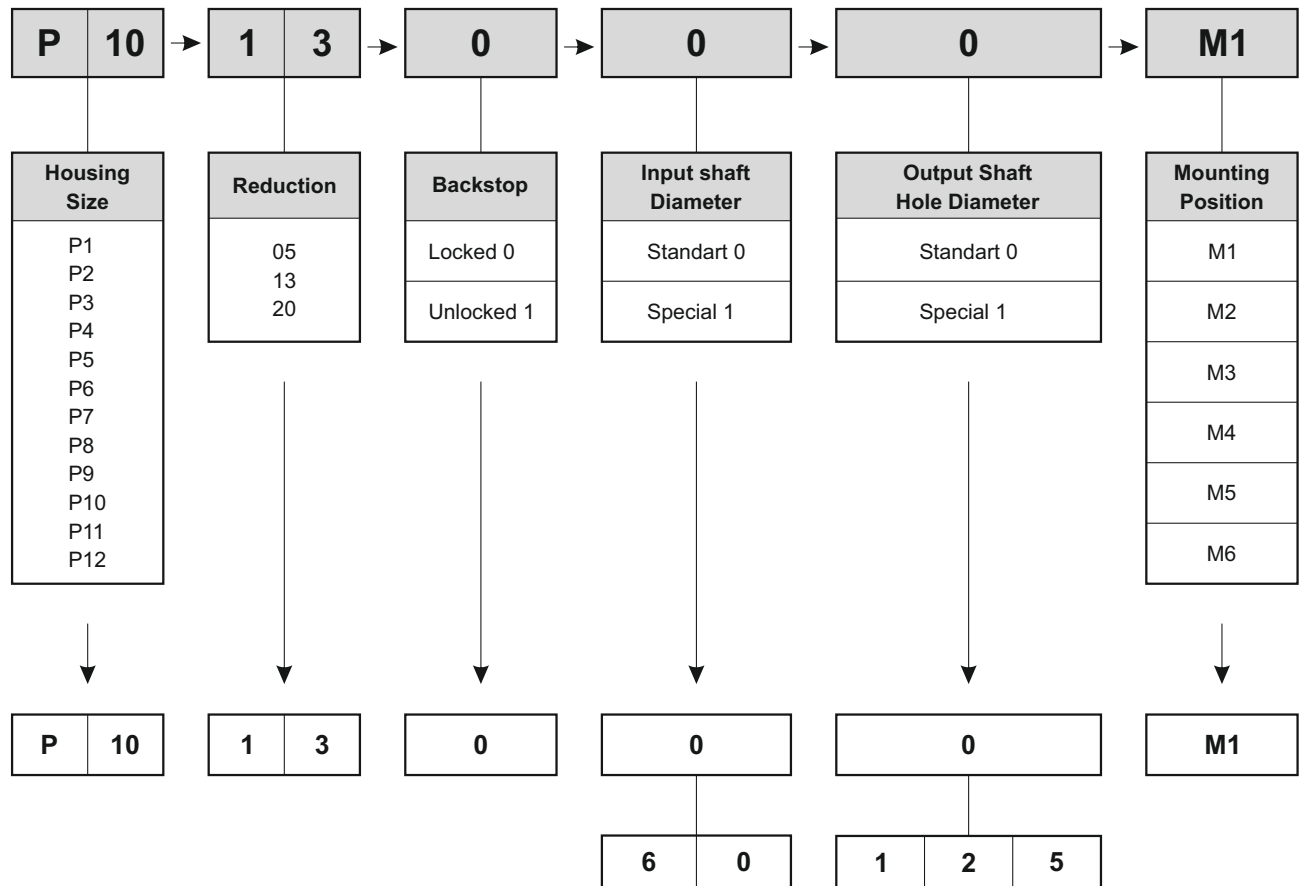 P 10 1 3 0 0 0 M1
Housing
Size
P1
P2
P3
P4
P5
P6
P7
P8
P9
P10
P11
P12
Reduction
05
13
20
Backstop
Locked 0
Unlocked 1
Input shaft
Diameter
Standart 0
Special 1
Output Shaft
Hole Diameter
Standart 0
Special 1
Mounting
Position
M1
M2
M3
M4
M5
M6
P 10 1 3 0 0 0 M1
6 0 1 2 5